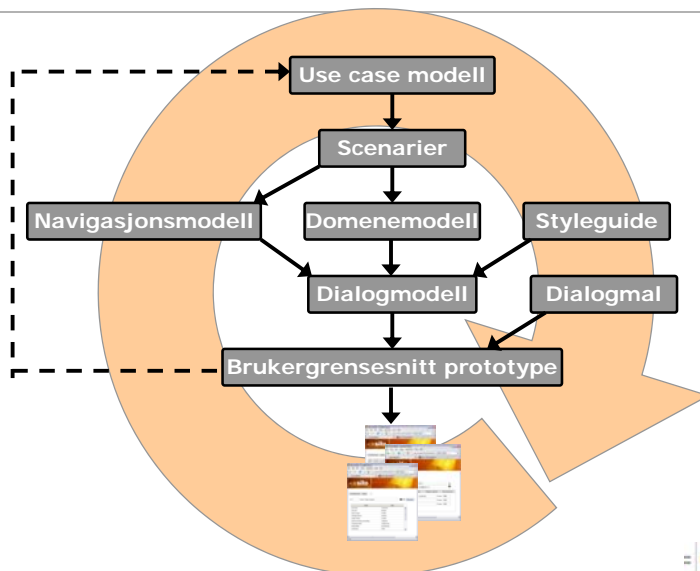 Use case modell
Scenarier
Navigasjonsmodell
Domenemodell
Styleguide
Dialogmodell
Dialogmal
Brukergrensesnitt prototype